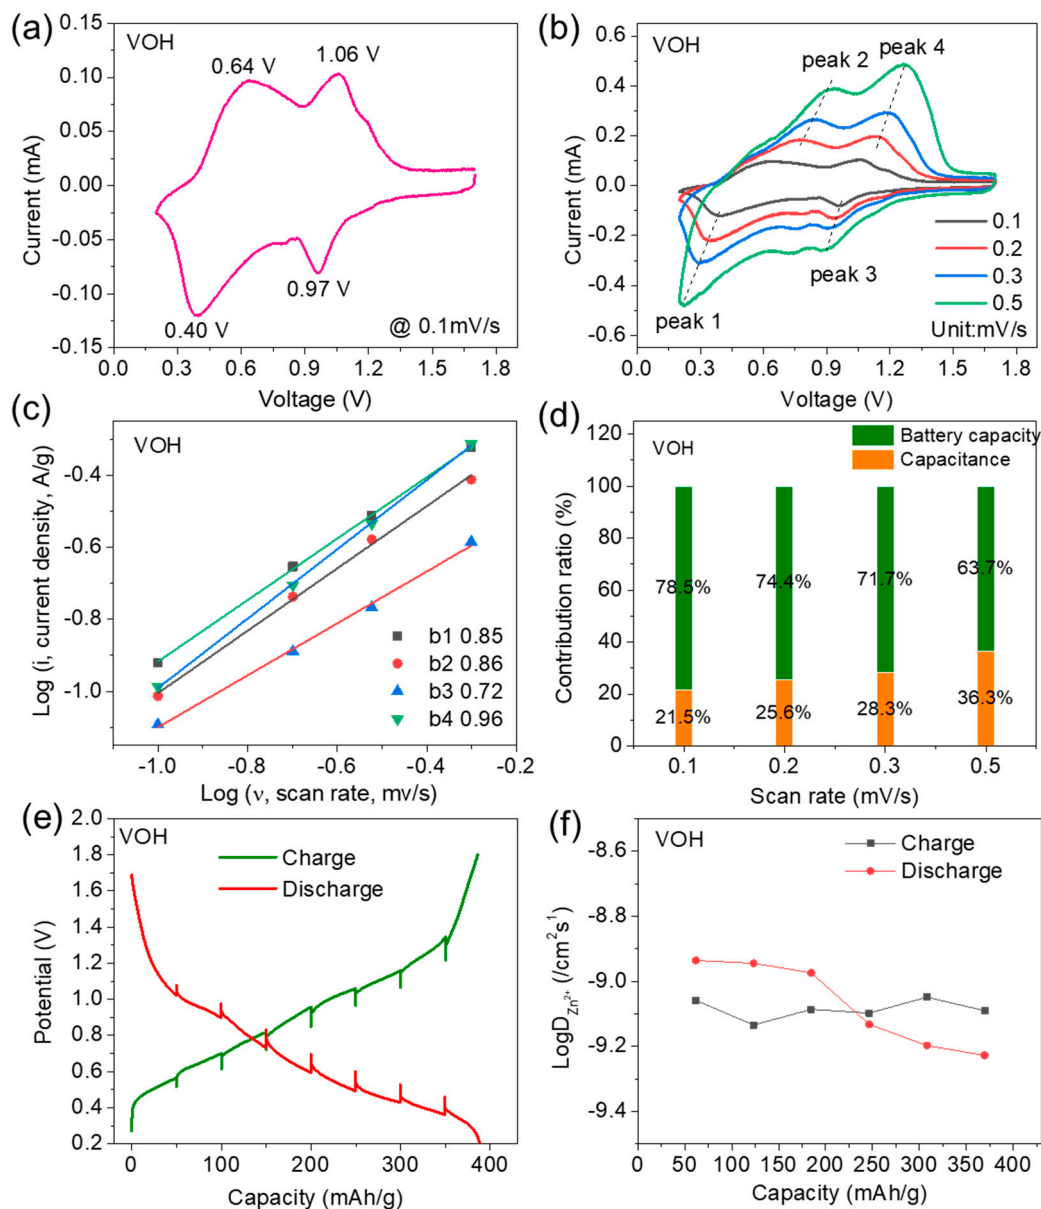 (a)
VOH
0.64 V
1.06 V
0.97 V
0.40 V
@ 0.1mV/s
0.15
0.10
0.05
0.00
-0.05
-0.10
-0.15
Current (mA)
0.0 0.3 0.6 0.9 1.2 1.5 1.8
Voltage (V)
(b)
VOH
peak 2
peak 4
peak 3
peak 1
0.1
0.2
0.3
0.5
Unit:mV/s
0.6
0.4
0.2
0.0
-0.2
-0.4
-0.6
Current (mA)
0.0 0.3 0.6 0.9 1.2 1.5 1.8
Voltage (V)
(c)
VOH
b1 0.85
b2 0.86
b3 0.72
b4 0.96
-0.4
-0.6
-0.8
-1.0
Log (i, current density, A/g)
-1.0 -0.8 -0.6 -0.4 -0.2
Log (ν, scan rate, mv/s)
(d)
VOH
Battery capacity
Capacitance
78.5% 74.4% 71.7% 63.7%
21.5% 25.6% 28.3% 36.3%
120
100
80
60
40
20
0
Contribution ratio (%)
0.1 0.2 0.3 0.5
Scan rate (mV/s)
(e)
VOH
Charge
Discharge
2.0
1.8
1.6
1.4
1.2
1.0
0.8
0.6
0.4
0.2
Potential (V)
0 100 200 300 400
Capacity (mAh/g)
(f)
VOH
Charge
Discharge
-8.6
-8.8
-9.0
-9.2
-9.4
LogD Zn²⁺ (/cm²s¹)
0 50 100 150 200 250 300 350 400
Capacity (mAh/g)